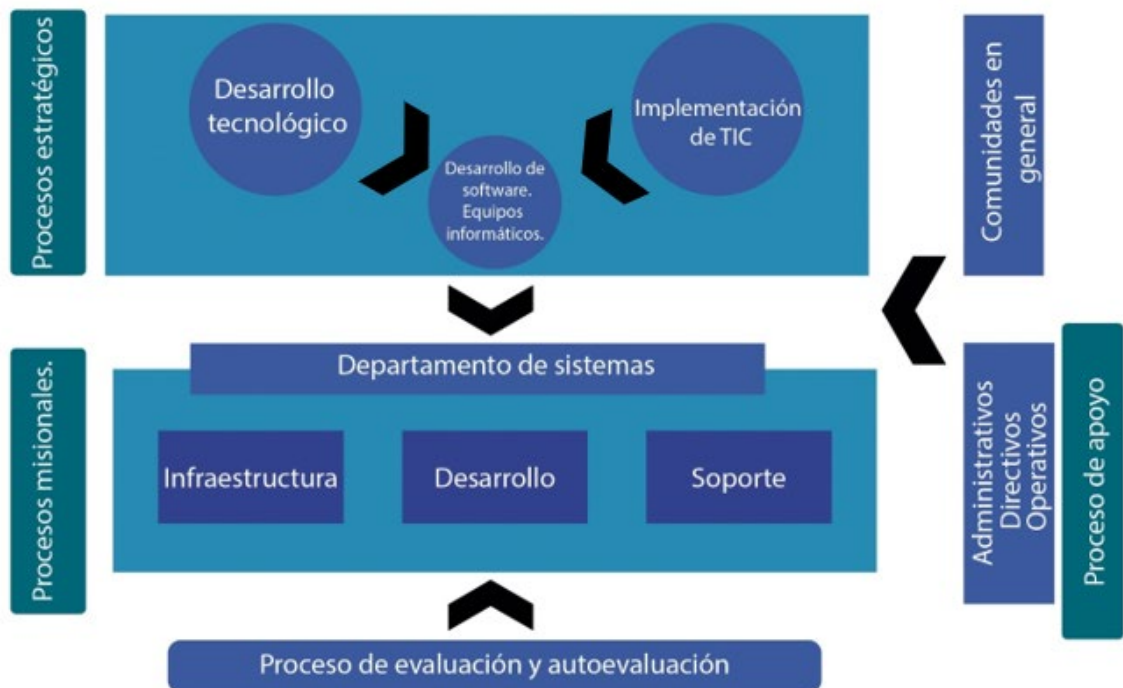 Procesos estratégicos
Desarrollo
tecnológico
Implementación
de TIC
Desarrollo de
software.
Equipos
informáticos.
Comunidades en
general
Procesos misionales.
Departamento de sistemas
Infraestructura
Desarrollo
Soporte
Administrativos
Directivos
Operativos
Proceso de apoyo
Proceso de evaluación y autoevaluación